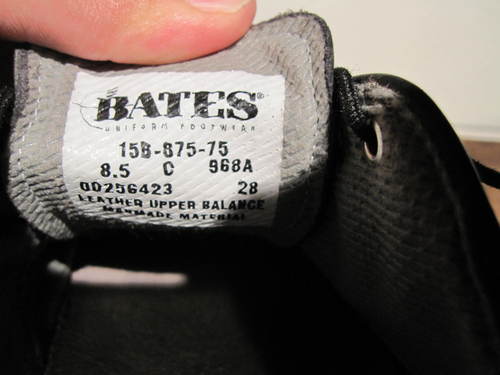 BATES®
UNIFORM FOOTWEAR
15B-875-75
8.5 C 968A
00256423 28
LEATHER UPPER BALANCE
MANMADE MATERIAL